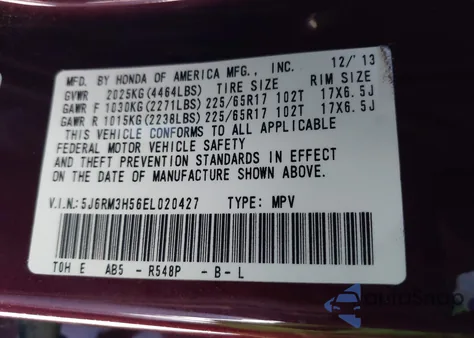 MFD. BY HONDA OF AMERICA MFG., INC. 12/'13
GVWR 2025KG(4464LBS) TIRE SIZE RIM SIZE
GAWR F 1030KG(2271LBS) 225/65R17 102T 17X6.5J
GAWR R 1015KG(2238LBS) 225/65R17 102T 17X6.5J
THIS VEHICLE CONFORMS TO ALL APPLICABLE
FEDERAL MOTOR VEHICLE SAFETY
AND THEFT PREVENTION STANDARDS IN EFFECT
ON THE DATE OF MANUFACTURE SHOWN ABOVE.
V.I.N.: 5J6RM3H56EL020427 TYPE: MPV
TOH E AB5 - R548P - B - L